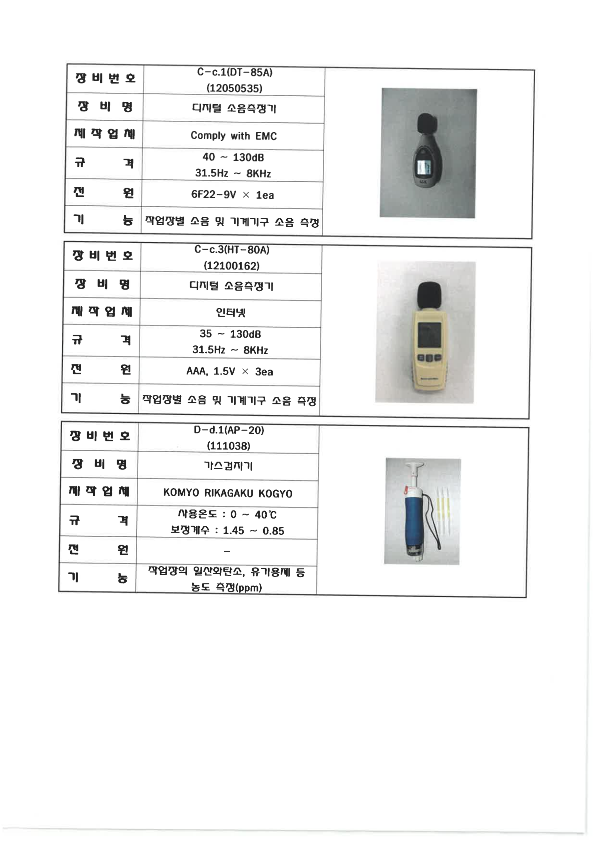 장 비 번 호 C-c.1(DT-85A)
(12050535)
장 비 명 디지털 소음측정기
제 작 업 체 Comply with EMC
규 격 40 ~ 130dB
31.5Hz ~ 8KHz
전 원 6F22-9V × 1ea
기 능 작업장별 소음 및 기계기구 소음 측정
장 비 번 호 C-c.3(HT-80A)
(12100162)
장 비 명 디지털 소음측정기
제 작 업 체 인터넷
규 격 35 ~ 130dB
31.5Hz ~ 8KHz
전 원 AAA, 1.5V × 3ea
기 능 작업장별 소음 및 기계기구 소음 측정
장 비 번 호 D-d.1(AP-20)
(111038)
장 비 명 가스검지기
제 작 업 체 KOMYO RIKAGAKU KOGYO
규 격 사용온도 : 0 ~ 40℃
보정계수 : 1.45 ~ 0.85
전 원 -
기 능 작업장의 일산화탄소, 유기용제 등
농도 측정(ppm)